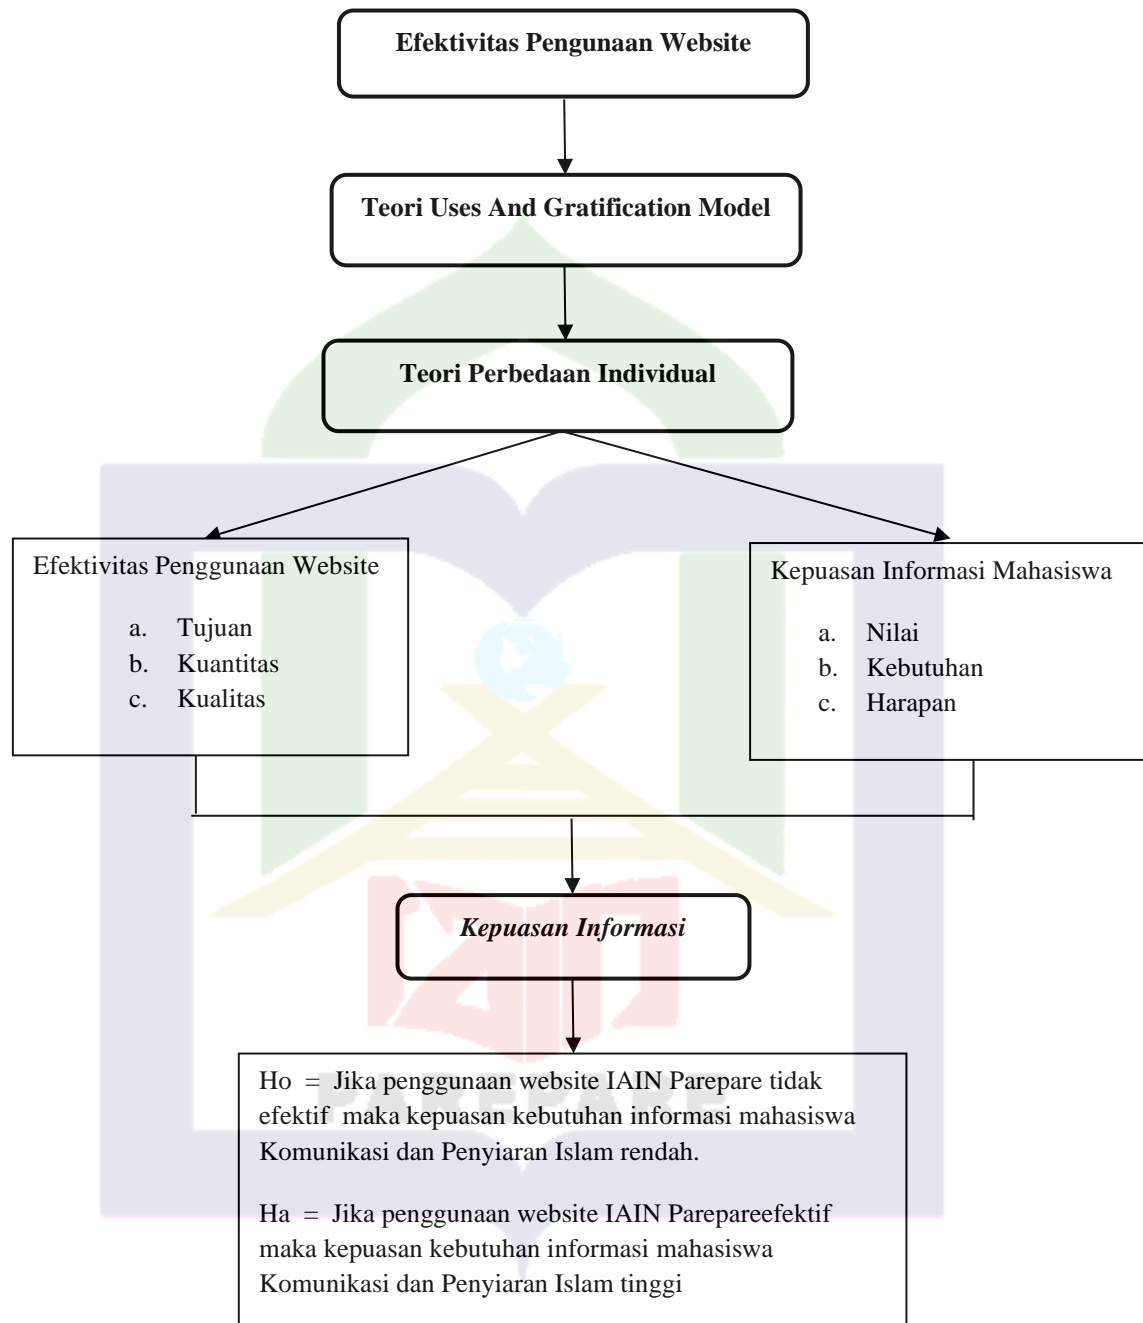 Efektivitas Pengunaan Website
Teori Uses And Gratification Model
Teori Perbedaan Individual
Efektivitas Penggunaan Website
a. Tujuan
b. Kuantitas
c. Kualitas
Kepuasan Informasi Mahasiswa
a. Nilai
b. Kebutuhan
c. Harapan
Kepuasan Informasi
Ho = Jika penggunaan website IAIN Parepare tidak
efektif maka kepuasan kebutuhan informasi mahasiswa
Komunikasi dan Penyiaran Islam rendah.
Ha = Jika penggunaan website IAIN Parepareefektif
maka kepuasan kebutuhan informasi mahasiswa
Komunikasi dan Penyiaran Islam tinggi
IAIN
PAREPARE